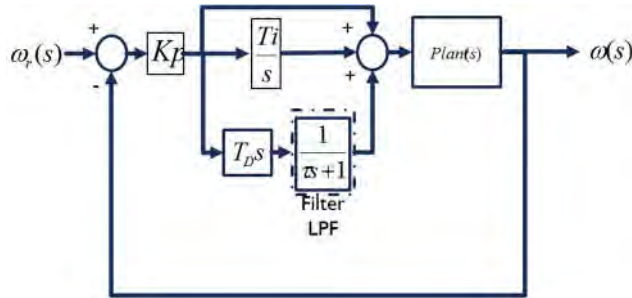 +
ω_r(s)
-
Kp
Ti
s
+
+
+
Plant(s)
ω(s)
T_D s
1
τs+1
Filter
LPF